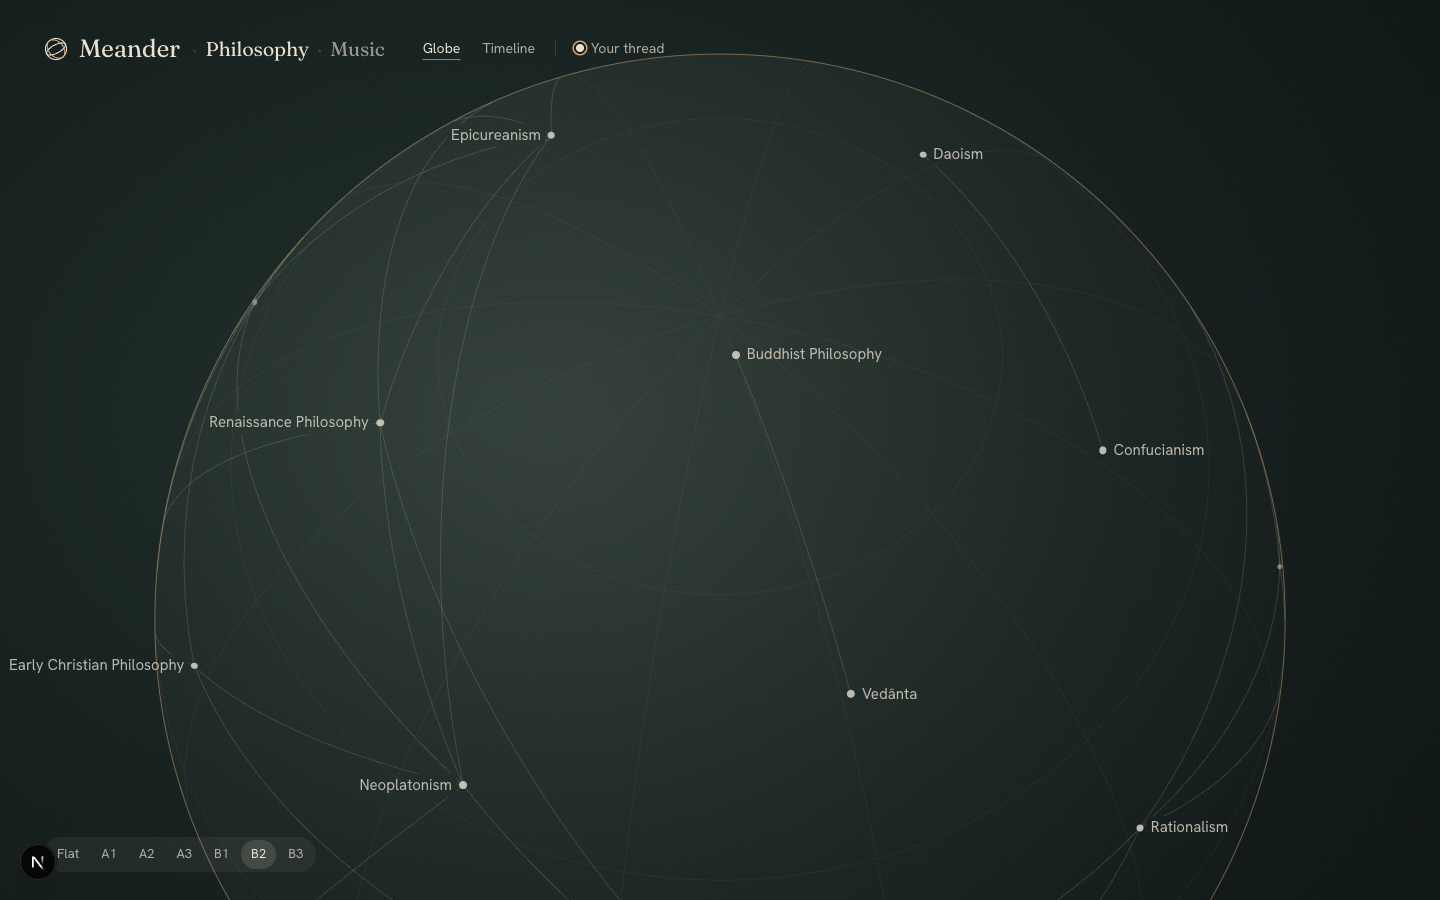 Meander · Philosophy · Music Globe Timeline Your thread
Epicureanism
Daoism
Buddhist Philosophy
Renaissance Philosophy
Confucianism
Early Christian Philosophy
Vedānta
Neoplatonism
Rationalism
N Flat A1 A2 A3 B1 B2 B3